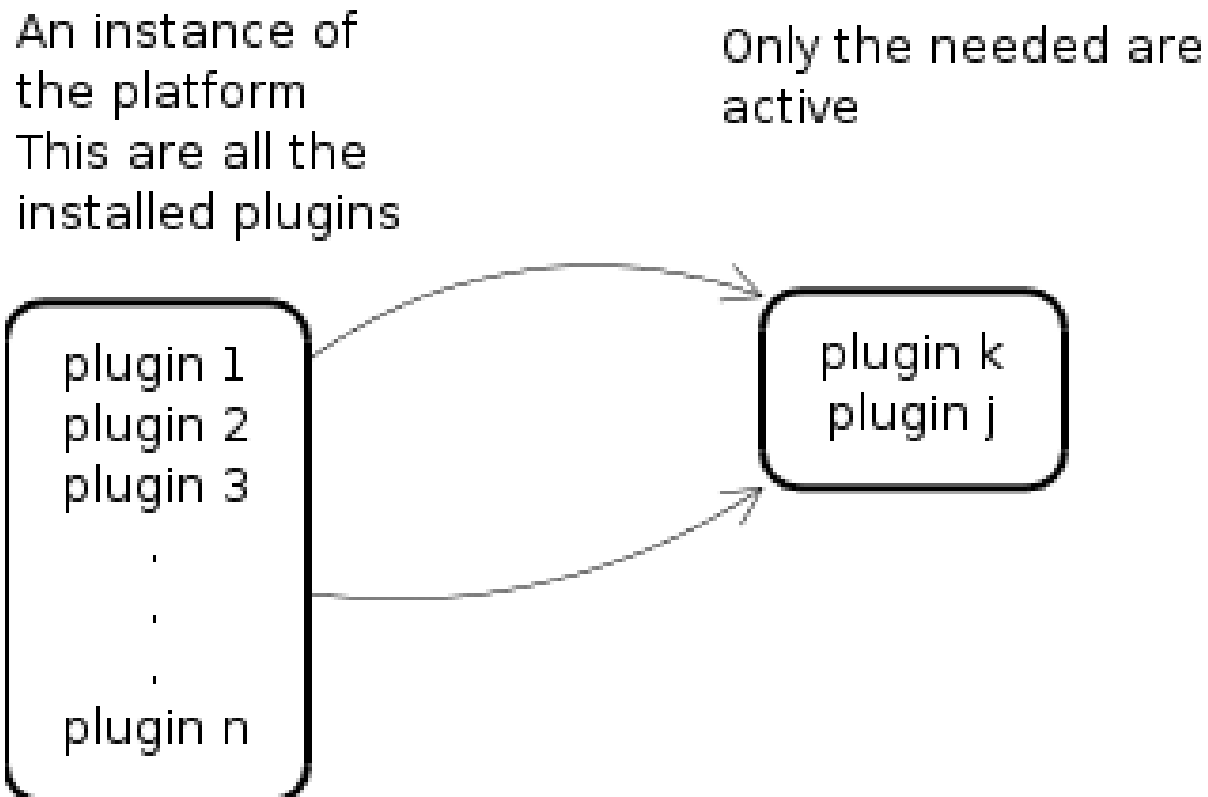 An instance of
the platform
This are all the
installed plugins
Only the needed are
active
plugin 1
plugin 2
plugin 3
.
.
.
plugin n
plugin k
plugin j